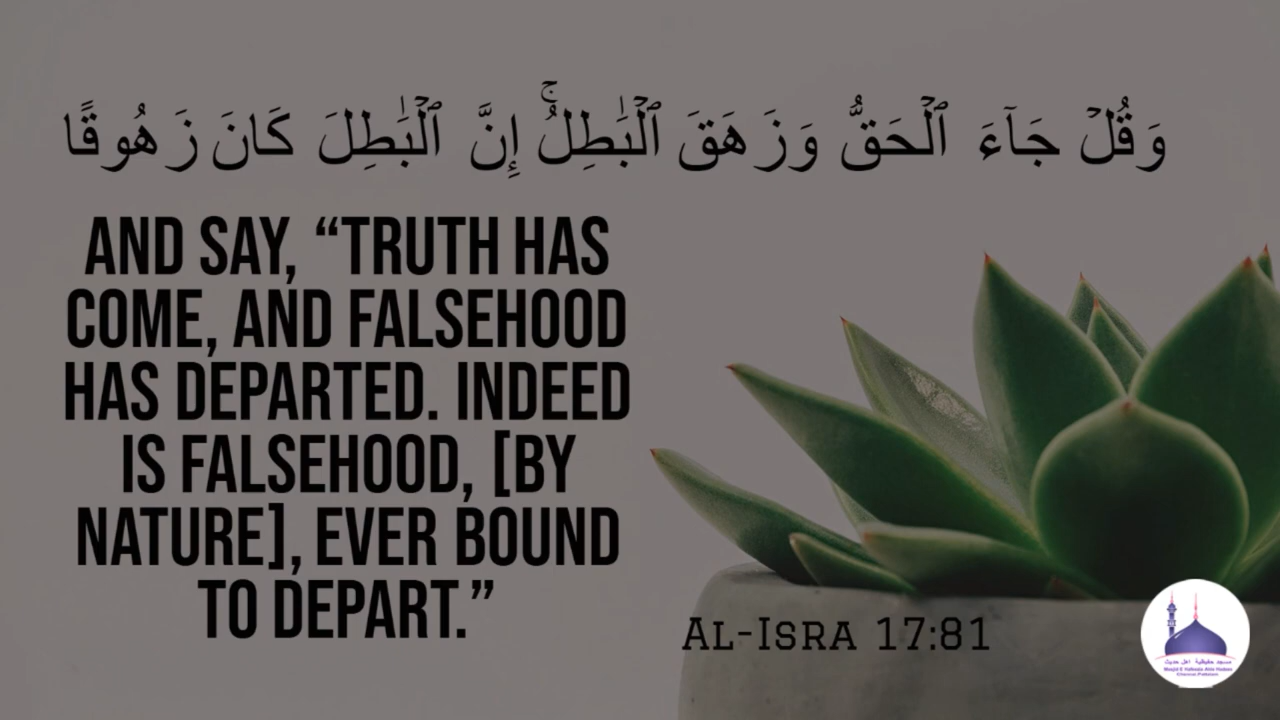 وَقُلۡ جَآءَ ٱلۡحَقُّ وَزَهَقَ ٱلۡبَٰطِلُۚ إِنَّ ٱلۡبَٰطِلَ كَانَ زَهُوقٗا
AND SAY, “TRUTH HAS
COME, AND FALSEHOOD
HAS DEPARTED. INDEED
IS FALSEHOOD, [BY
NATURE], EVER BOUND
TO DEPART.”
AL-ISRA 17:81